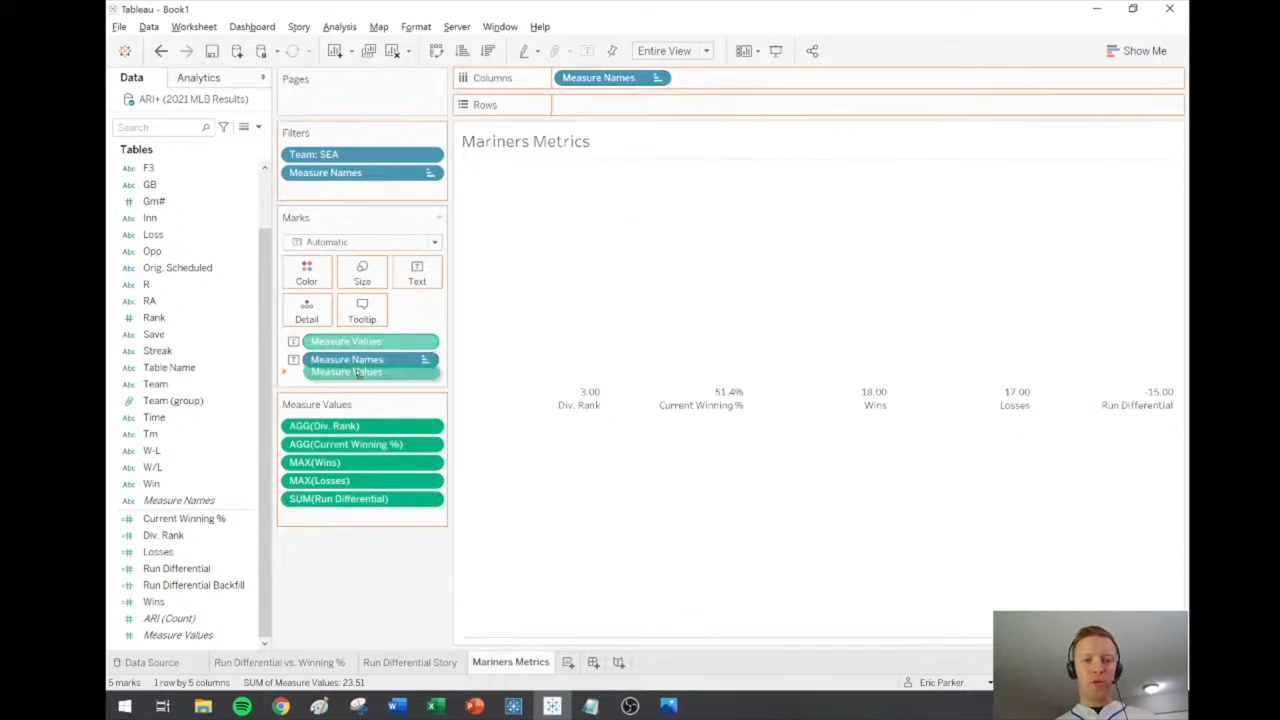 Tableau - Book1
File Data Worksheet Dashboard Story Analysis Map Format Server Window Help
Entire View
Show Me
Data Analytics
ARI+ (2021 MLB Results)
Search
Tables
F3
GB
Gm#
Inn
Loss
Opp
Orig. Scheduled
R
RA
Rank
Save
Streak
Table Name
Team
Team (group)
Time
Tm
W-L
W/L
Win
Measure Names
Current Winning %
Div. Rank
Losses
Run Differential
Run Differential Backfill
Wins
ARI (Count)
Measure Values
Pages
Filters
Team: SEA
Measure Names
Marks
Automatic
Color Size Text
Detail Tooltip
Measure Values
Measure Names
Measure Values
Measure Values
AGG(Div. Rank)
AGG(Current Winning %)
MAX(Wins)
MAX(Losses)
SUM(Run Differential)
Columns Measure Names
Rows
Mariners Metrics
3.00 51.4% 18.00 17.00 -15.00
Div. Rank Current Winning % Wins Losses Run Differential
Data Source Run Differential vs. Winning % Run Differential Story Mariners Metrics
5 marks 1 row by 5 columns SUM of Measure Values: 23.51
Eric Parker